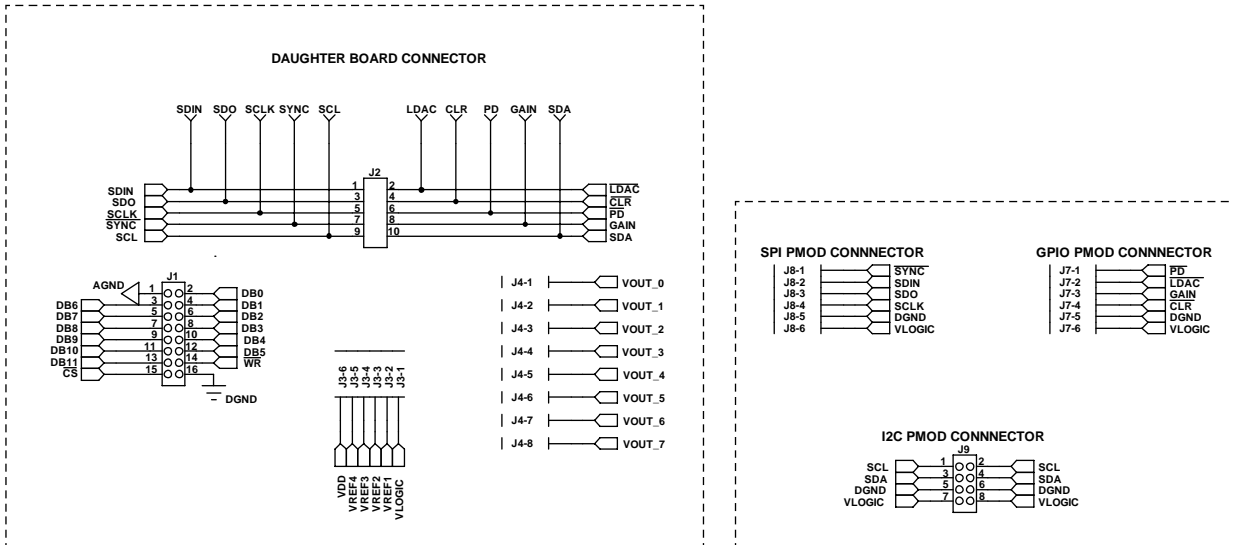 DAUGHTER BOARD CONNECTOR
SDIN SDO SCLK SYNC SCL LDAC CLR PD GAIN SDA
J2
SDIN 1 2 LDAC
SDO 3 4 CLR
SCLK 5 6 PD
SYNC 7 8 GAIN
SCL 9 10 SDA
J1
AGND 1 2 DB0
DB6 3 4 DB1
DB7 5 6 DB2
DB8 7 8 DB3
DB9 9 10 DB4
DB10 11 12 DB5
DB11 13 14 WR
CS 15 16
DGND
J3-6 J3-5 J3-4 J3-3 J3-2 J3-1
VDD VREF4 VREF3 VREF2 VREF1 VLOGIC
J4-1 VOUT_0
J4-2 VOUT_1
J4-3 VOUT_2
J4-4 VOUT_3
J4-5 VOUT_4
J4-6 VOUT_5
J4-7 VOUT_6
J4-8 VOUT_7
SPI PMOD CONNNECTOR
J8-1 SYNC
J8-2 SDIN
J8-3 SDO
J8-4 SCLK
J8-5 DGND
J8-6 VLOGIC
GPIO PMOD CONNNECTOR
J7-1 PD
J7-2 LDAC
J7-3 GAIN
J7-4 CLR
J7-5 DGND
J7-6 VLOGIC
I2C PMOD CONNNECTOR
J9
SCL 1 2 SCL
SDA 3 4 SDA
DGND 5 6 DGND
VLOGIC 7 8 VLOGIC